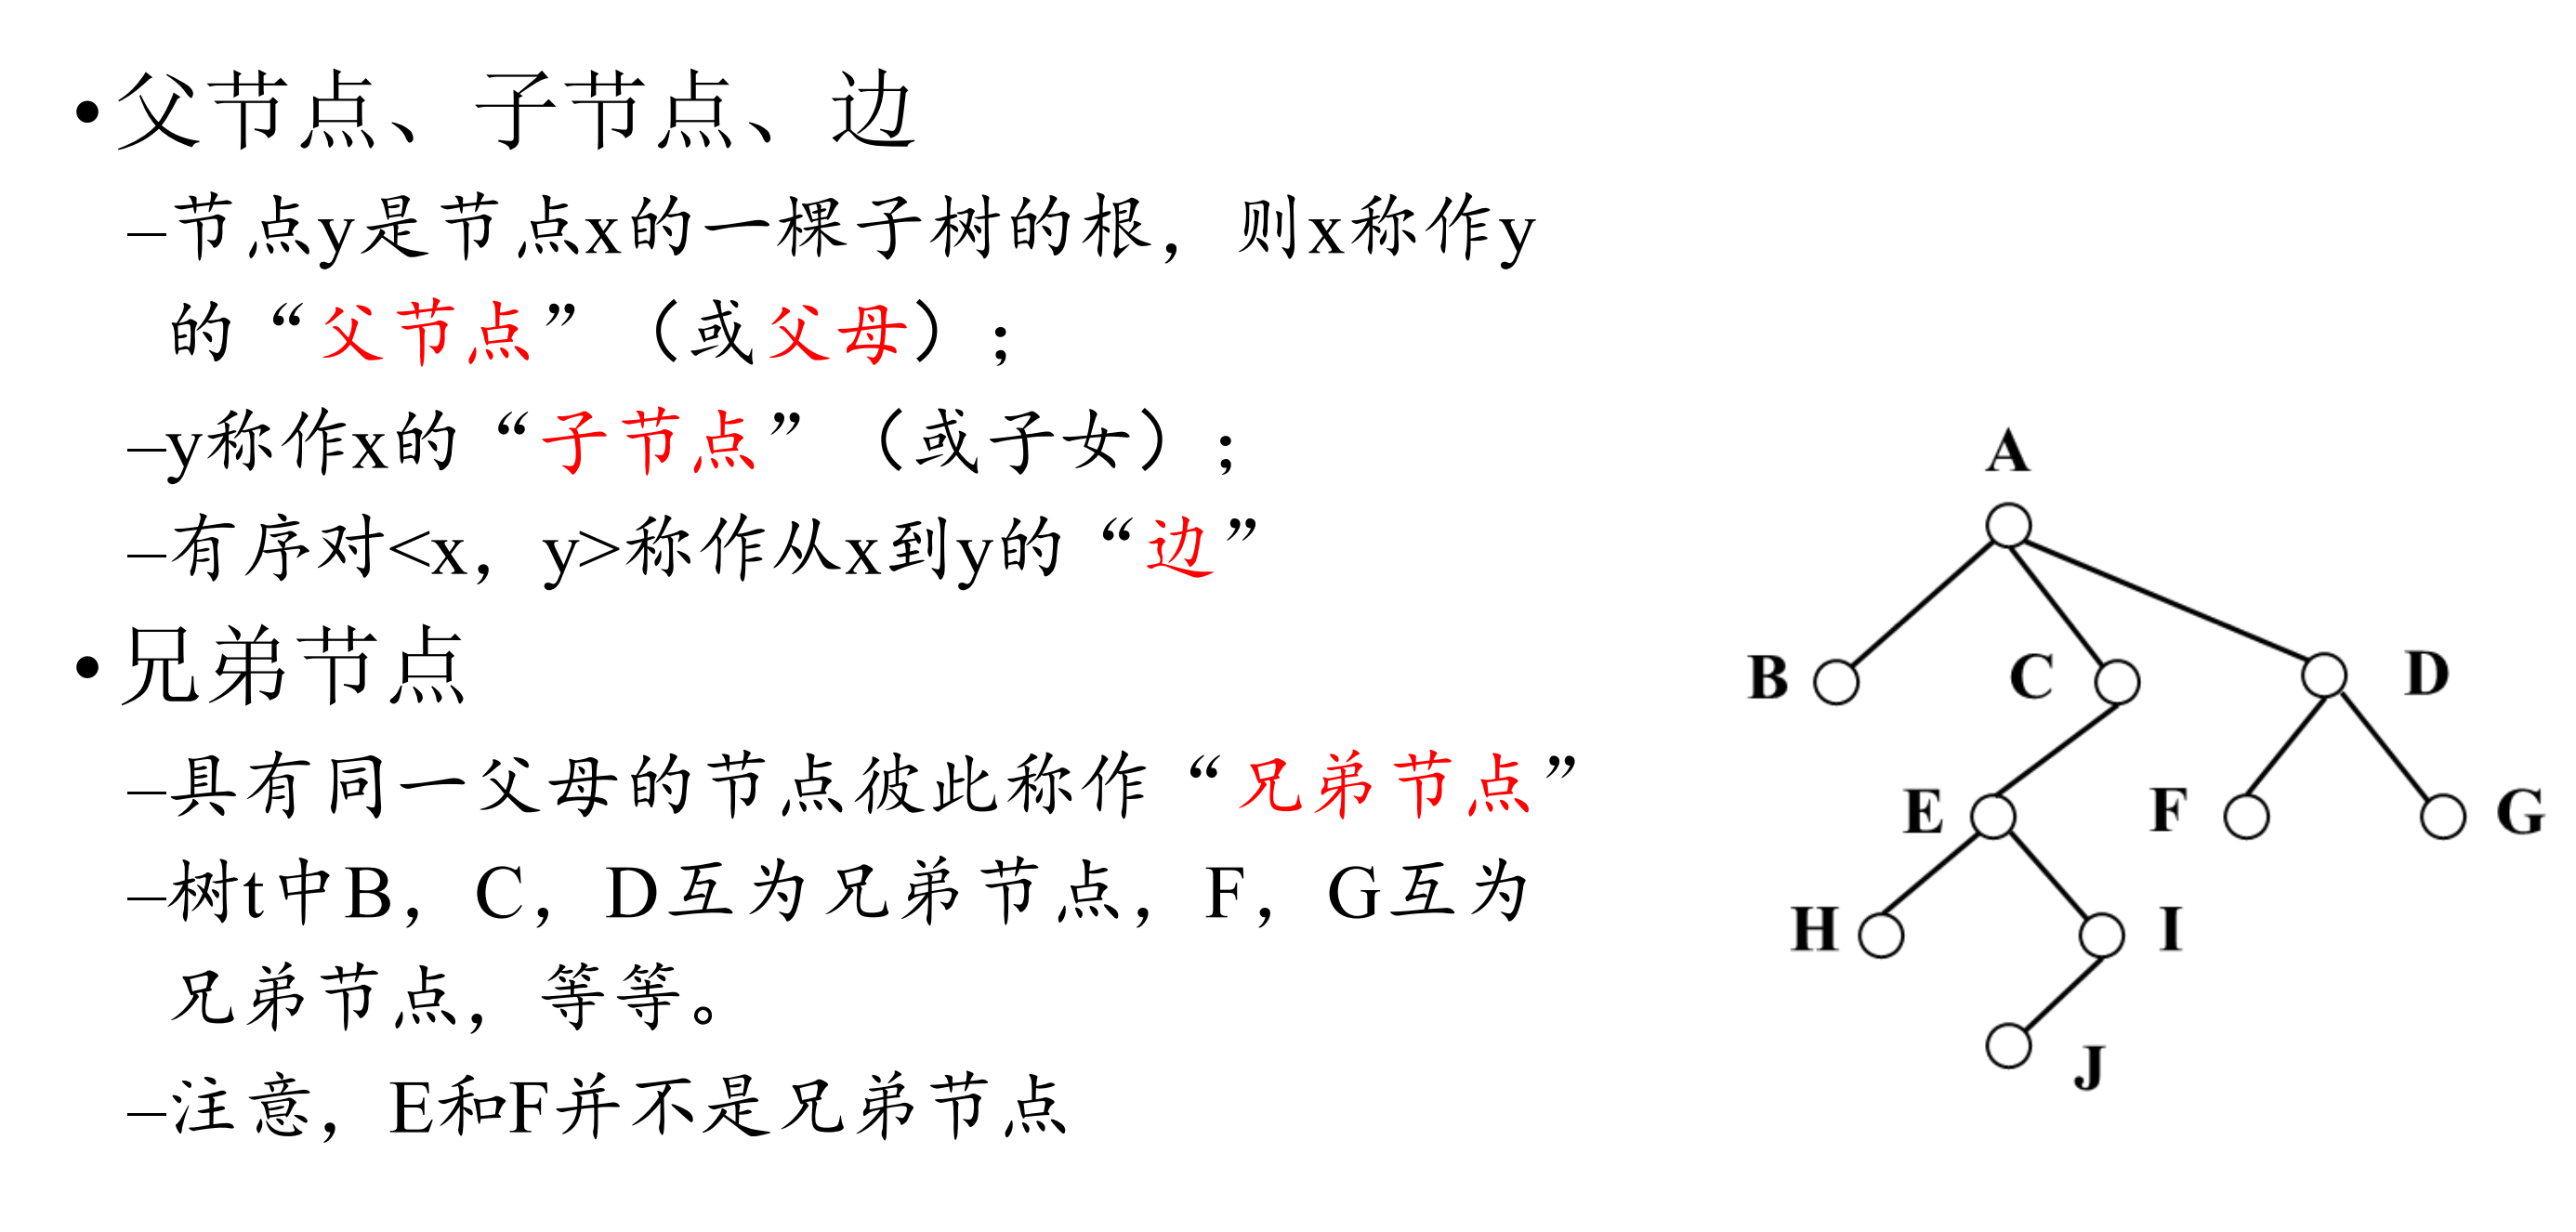 •父节点、子节点、边
–节点y是节点x的一棵子树的根，则x称作y
的“父节点”（或父母）；
–y称作x的“子节点”（或子女）；
–有序对<x，y>称作从x到y的“边”
•兄弟节点
–具有同一父母的节点彼此称作“兄弟节点”
–树t中B，C，D互为兄弟节点，F，G互为
兄弟节点，等等。
–注意，E和F并不是兄弟节点
A
B C D
E F G
H I
J